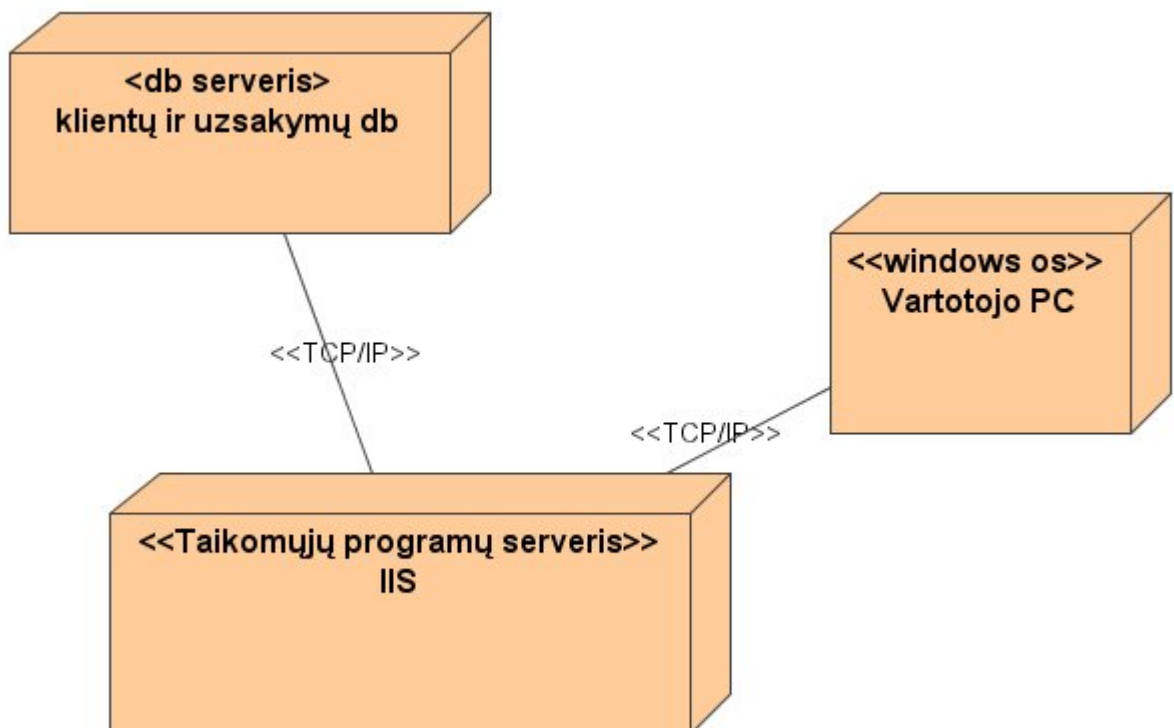 <db serveris>
klientų ir uzsakymų db
<<windows os>>
Vartotojo PC
<<TCP/IP>>
<<TCP/IP>>
<<Taikomųjų programų serveris>>
IIS